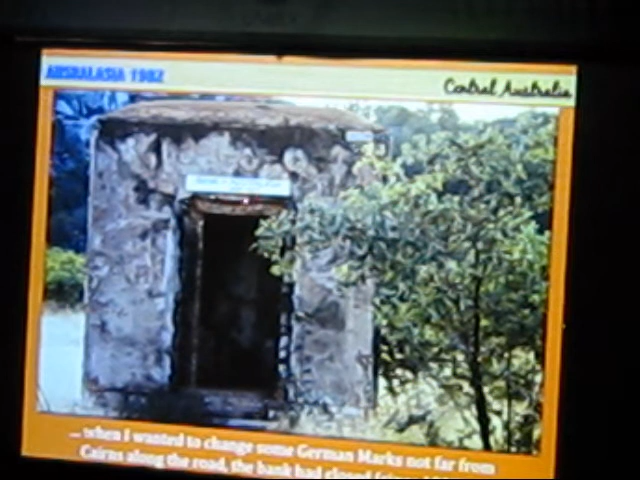 AUSRALASIA 1982
Central Australia
... when I wanted to change some German Marks not far from
Cairns along the road, the bank had closed